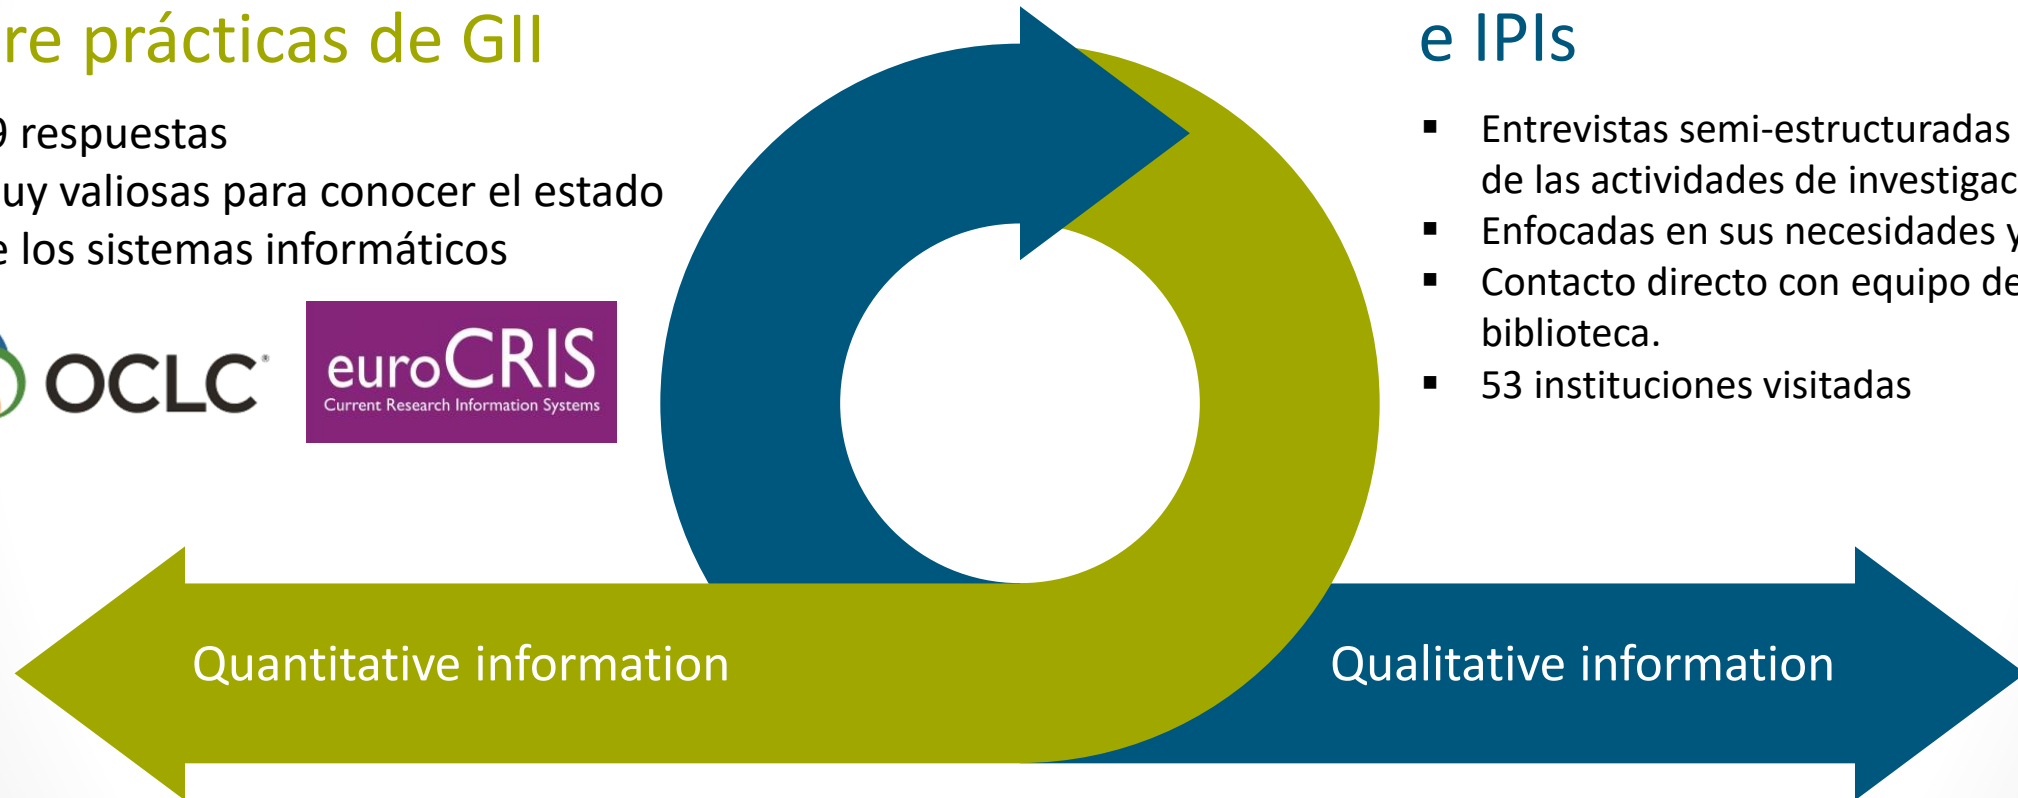 re prácticas de GII
9 respuestas
uy valiosas para conocer el estado
e los sistemas informáticos
OCLC®
euroCRIS
Current Research Information Systems
e IPIs
▪ Entrevistas semi-estructuradas
de las actividades de investigac
▪ Enfocadas en sus necesidades y
▪ Contacto directo con equipo de
biblioteca.
▪ 53 instituciones visitadas
Quantitative information
Qualitative information